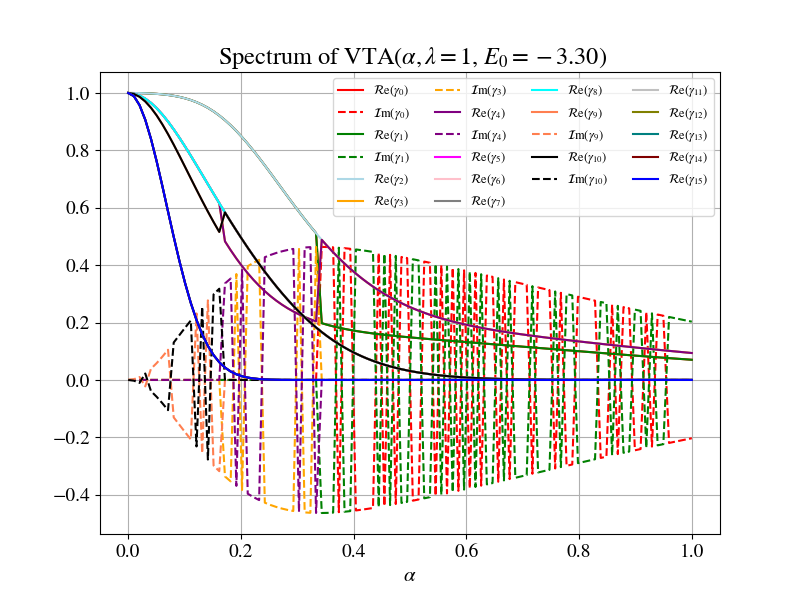 Spectrum of VTA(α, λ = 1, E₀ = −3.30)
ℛe(γ₀) ℐm(γ₃) ℛe(γ₈) ℛe(γ₁₁)
ℐm(γ₀) ℛe(γ₄) ℛe(γ₉) ℛe(γ₁₂)
ℛe(γ₁) ℐm(γ₄) ℐm(γ₉) ℛe(γ₁₃)
ℐm(γ₁) ℛe(γ₅) ℛe(γ₁₀) ℛe(γ₁₄)
ℛe(γ₂) ℛe(γ₆) ℐm(γ₁₀) ℛe(γ₁₅)
ℛe(γ₃) ℛe(γ₇)
1.0
0.8
0.6
0.4
0.2
0.0
−0.2
−0.4
0.0 0.2 0.4 0.6 0.8 1.0
α